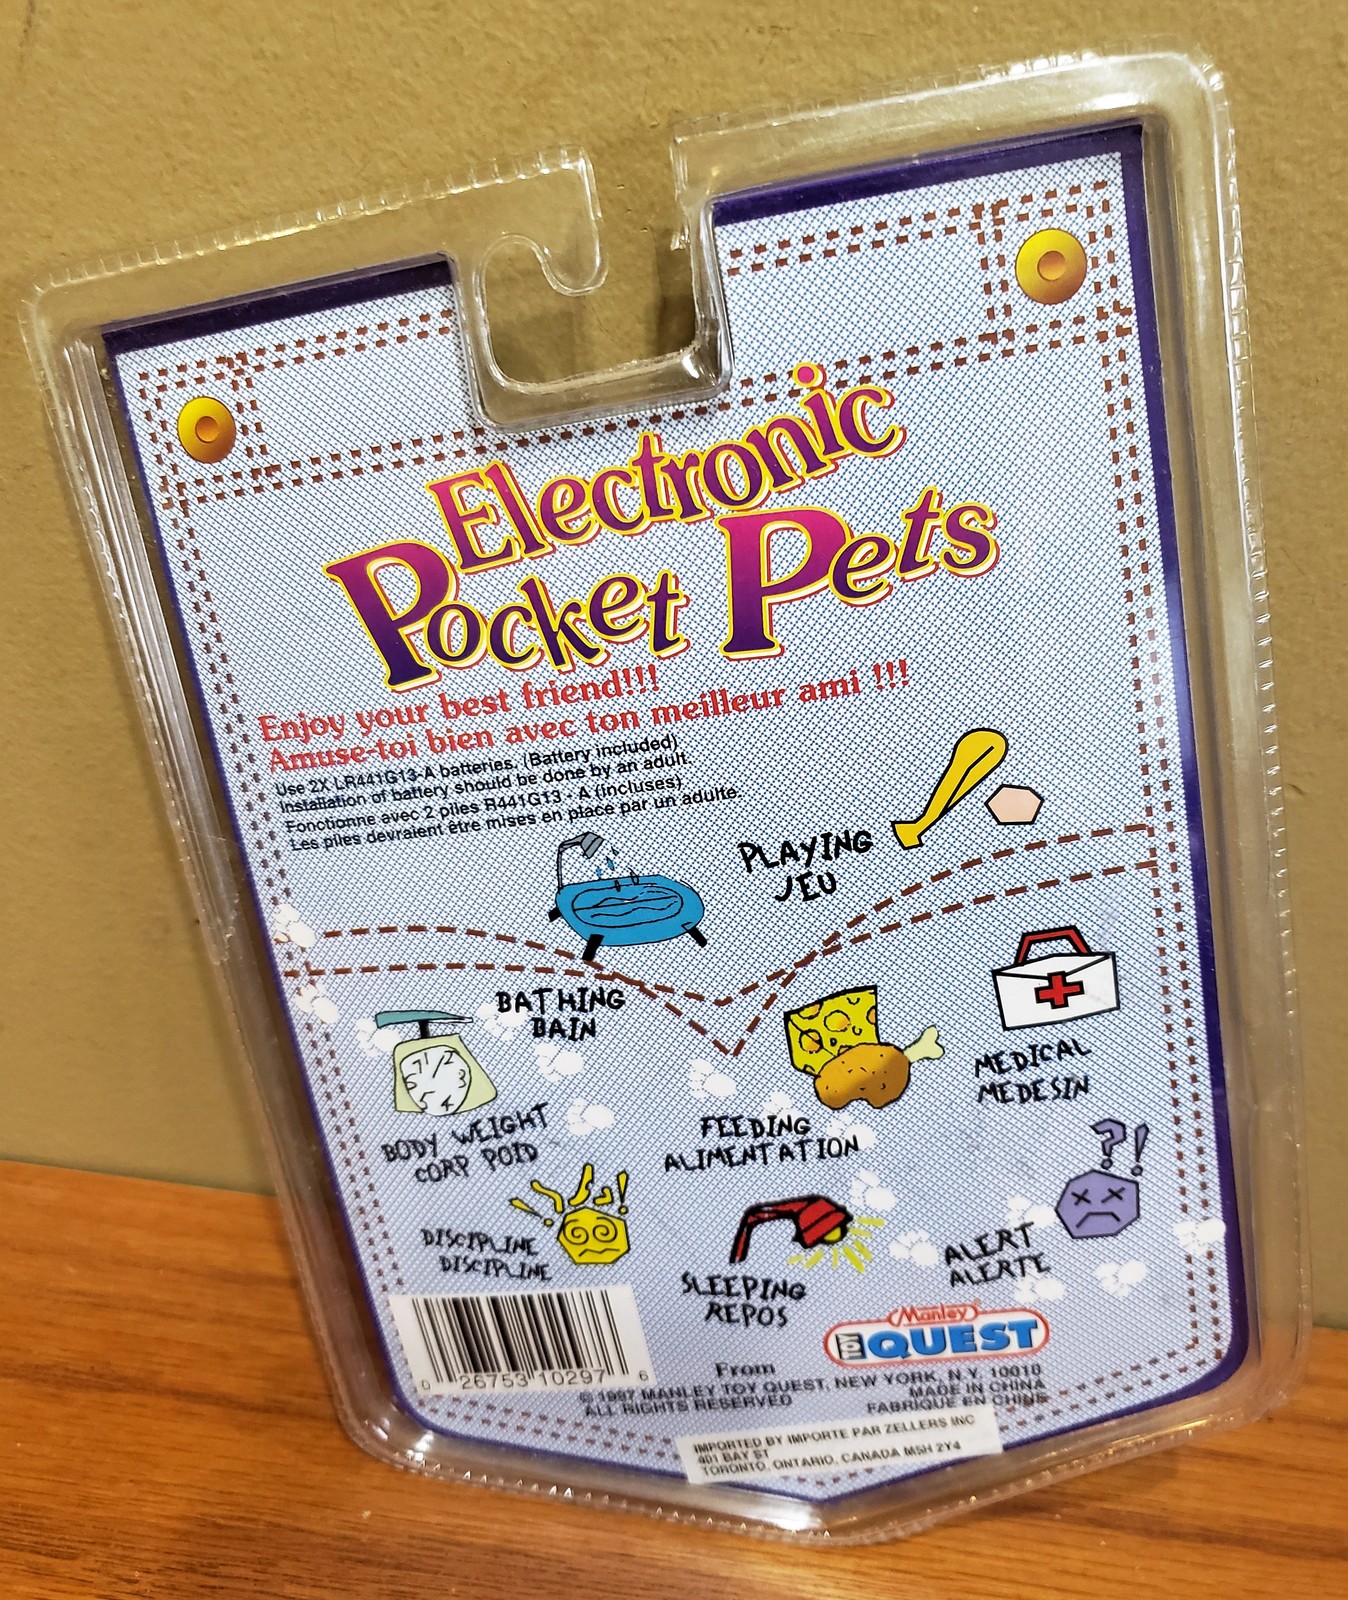 Electronic
Pocket Pets
Enjoy your best friend!!!
Amuse-toi bien avec ton meilleur ami !!!
Use 2X LR441G13-A batteries. (Battery included)
Installation of battery should be done by an adult.
Fonctionne avec 2 piles R441G13 - A (incluses)
Les piles devraient être mises en place par un adulte.
PLAYING
JEU
BATHING
BAIN
MEDICAL
MEDESIN
BODY WEIGHT
CORP POID
FEEDING
ALIMENTATION
DISCIPLINE
DISCIPLINE
SLEEPING
REPOS
ALERT
ALERTE
Manley
TOY QUEST
0 26753 10297 6
From
© 1997 MANLEY TOY QUEST, NEW YORK, N.Y. 10010
ALL RIGHTS RESERVED
MADE IN CHINA
FABRIQUE EN CHINE
IMPORTED BY IMPORTE PAR ZELLERS INC
401 BAY ST
TORONTO, ONTARIO, CANADA M5H 2Y4